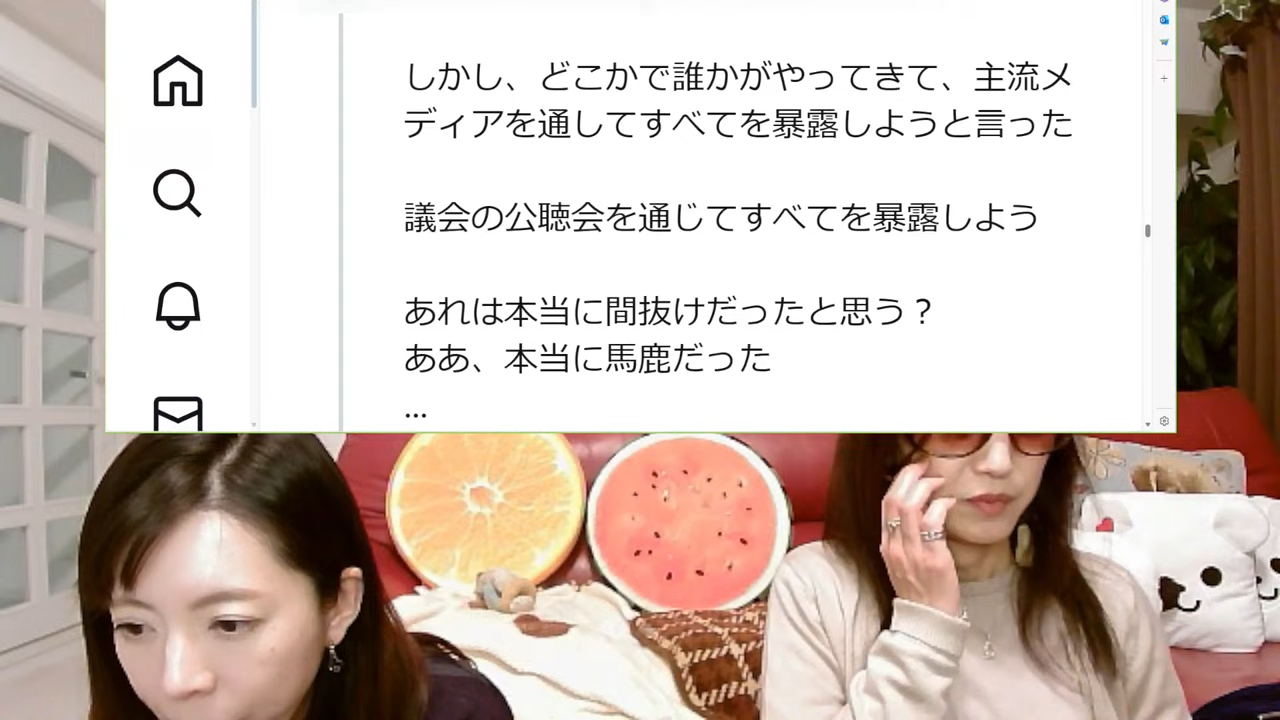 しかし、どこかで誰かがやってきて、主流メ
ディアを通してすべてを暴露しようと言った
議会の公聴会を通じてすべてを暴露しよう
あれは本当に間抜けだったと思う？
ああ、本当に馬鹿だった
...